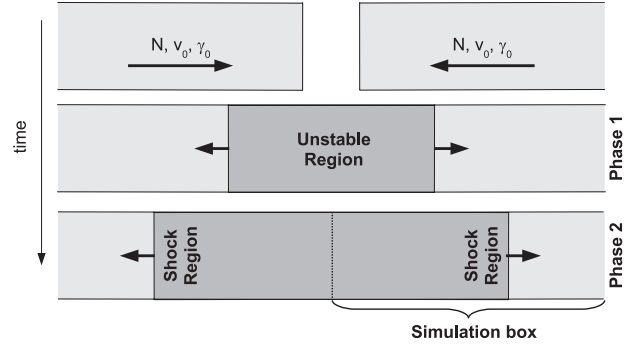 N, v₀, γ₀
N, v₀, γ₀
time
Unstable
Region
Phase 1
Shock
Region
Shock
Region
Phase 2
Simulation box